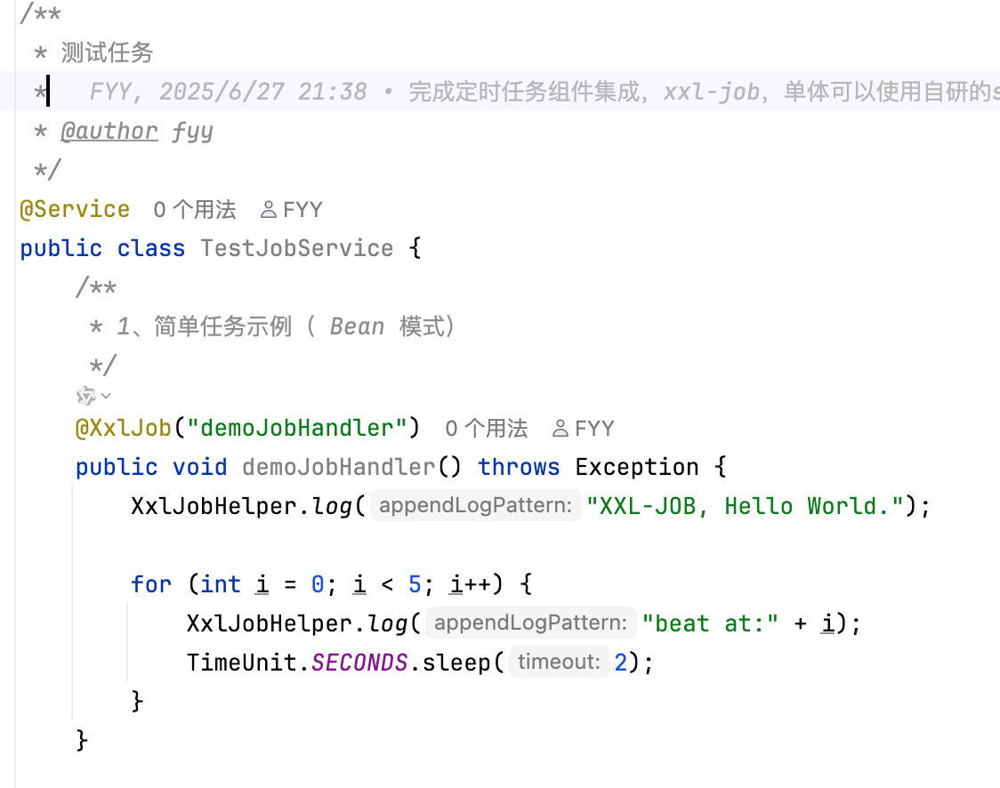 /**
 * 测试任务
 * FYY, 2025/6/27 21:38 • 完成定时任务组件集成，xxl-job，单体可以使用自研的s
 * @author fyy
 */
@Service 0 个用法 FYY
public class TestJobService {
    /**
     * 1、简单任务示例（ Bean 模式）
     */
    @XxlJob("demoJobHandler") 0 个用法 FYY
    public void demoJobHandler() throws Exception {
        XxlJobHelper.log( appendLogPattern: "XXL-JOB, Hello World.");
        for (int i = 0; i < 5; i++) {
            XxlJobHelper.log( appendLogPattern: "beat at:" + i);
            TimeUnit.SECONDS.sleep( timeout: 2);
        }
    }